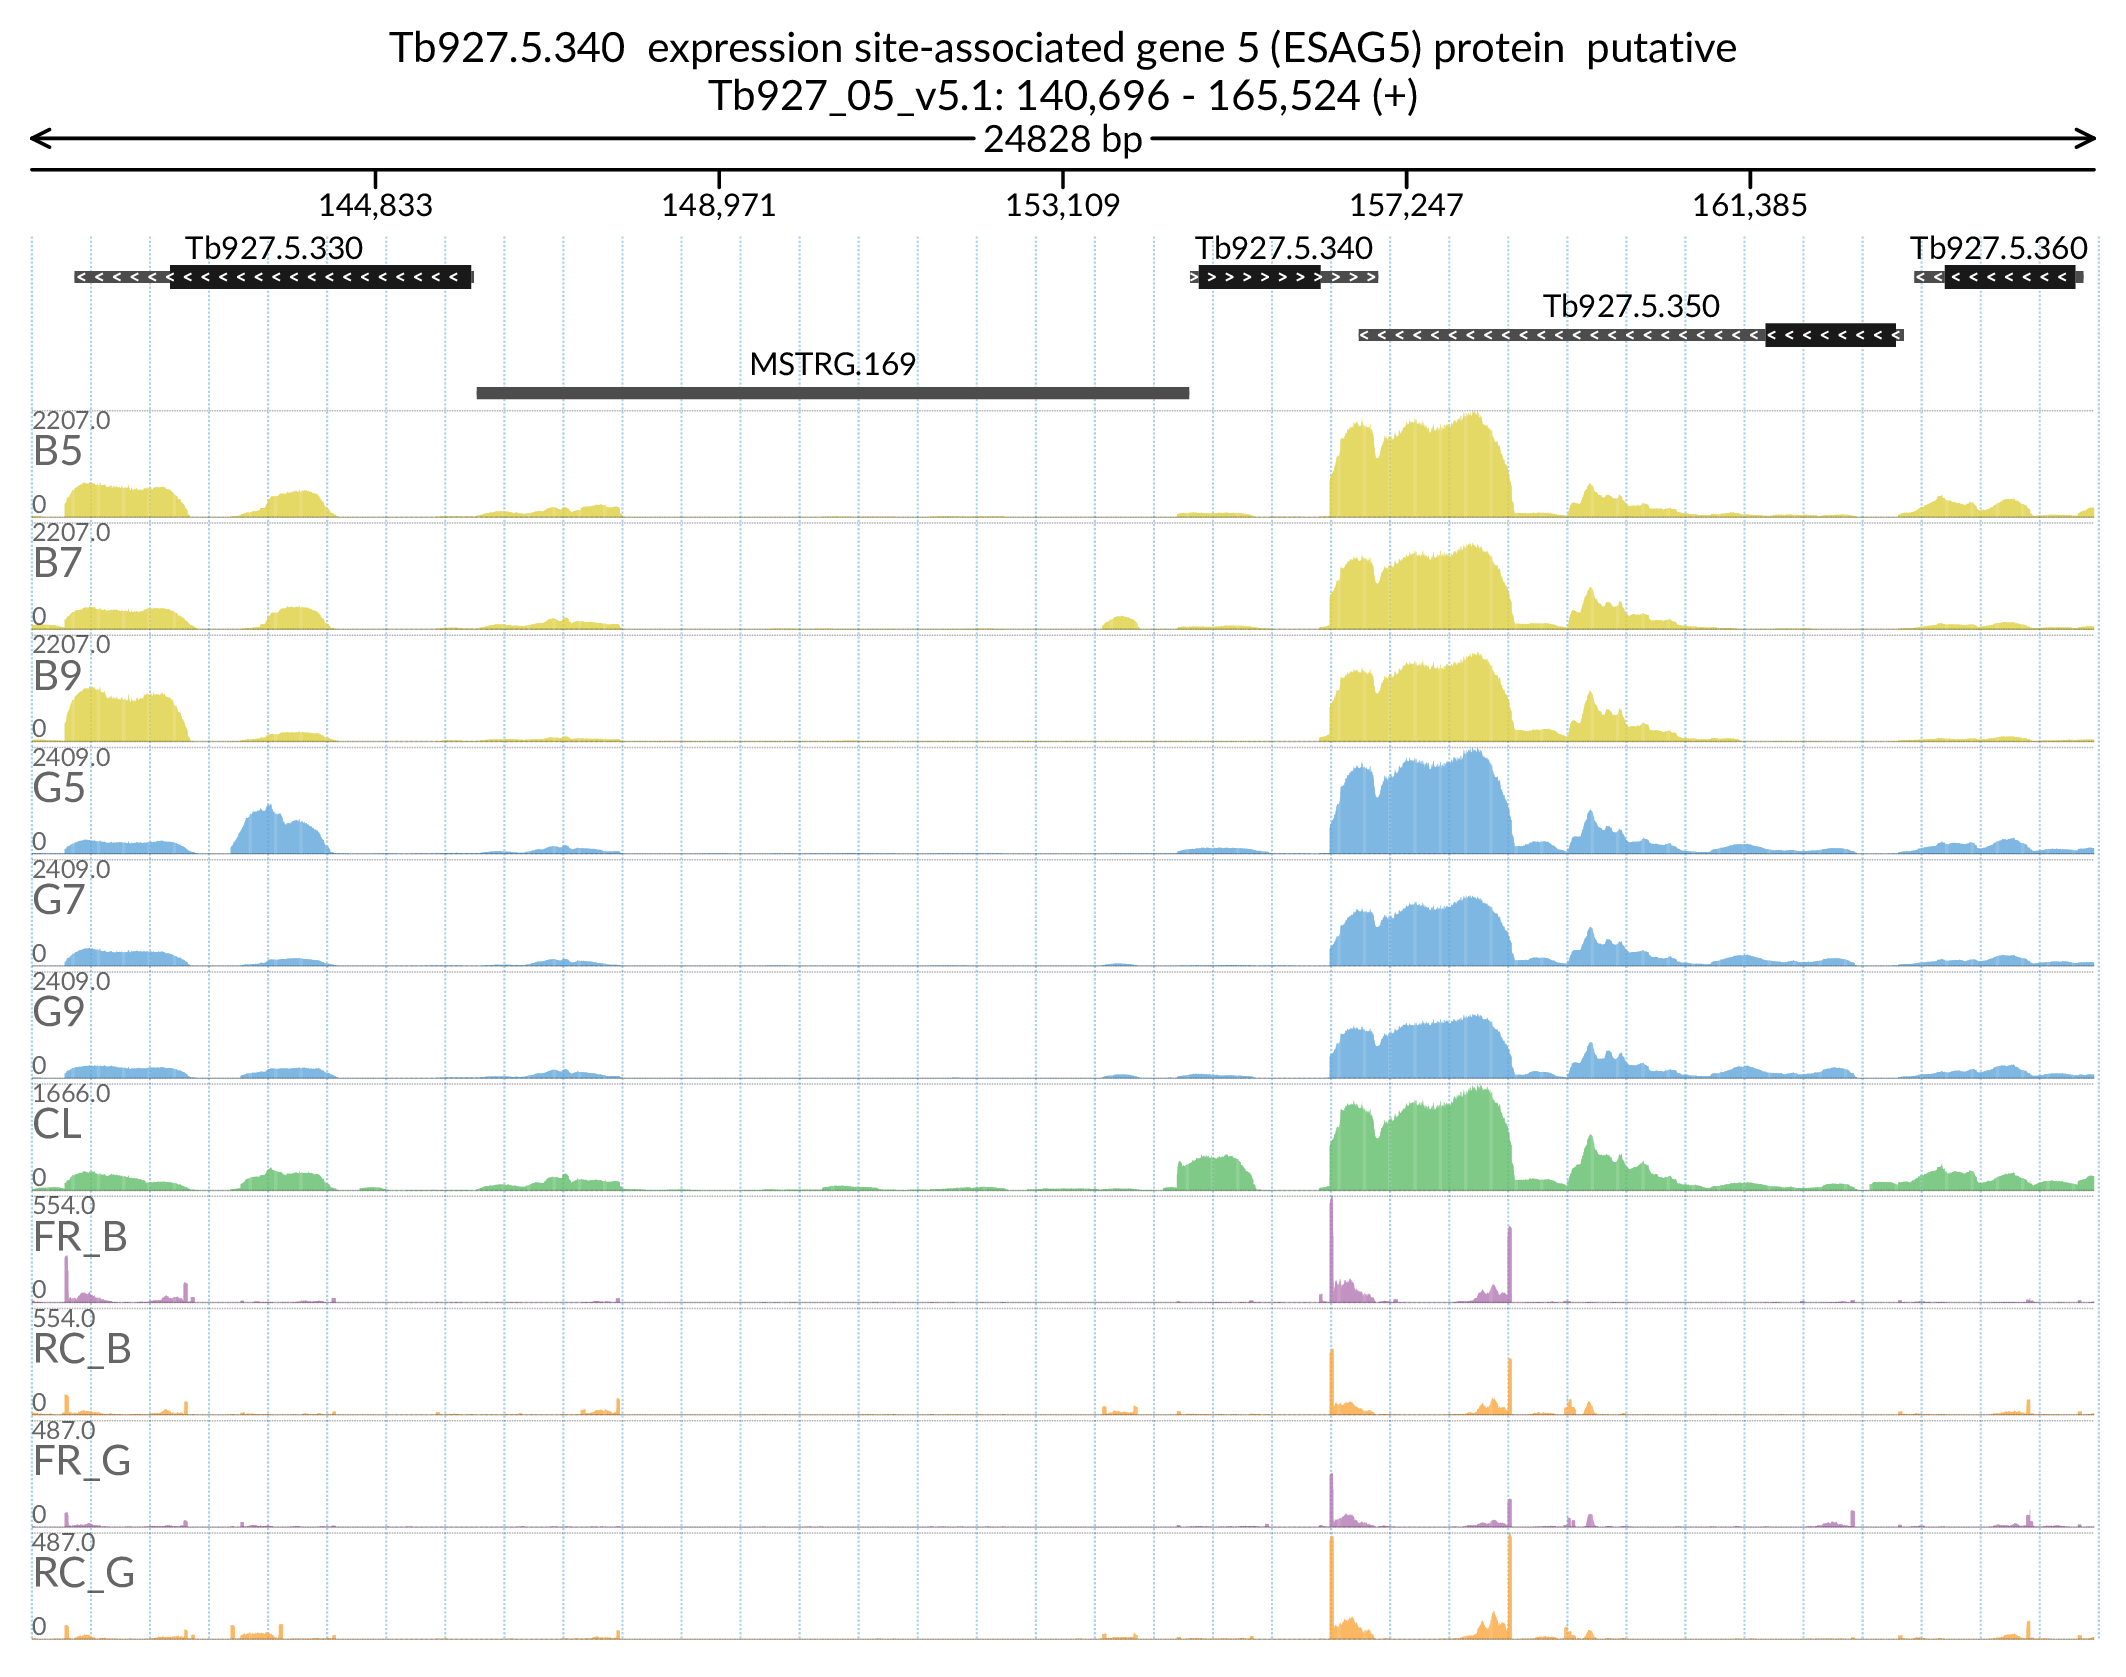 Tb927.5.340  expression site-associated gene 5 (ESAG5) protein  putative
Tb927_05_v5.1: 140,696 - 165,524 (+)
24828 bp
144,833 148,971 153,109 157,247 161,385
Tb927.5.330 Tb927.5.340 Tb927.5.360
Tb927.5.350
MSTRG.169
2207.0
B5
0
2207.0
B7
0
2207.0
B9
0
2409.0
G5
0
2409.0
G7
0
2409.0
G9
0
1666.0
CL
0
554.0
FR_B
0
554.0
RC_B
0
487.0
FR_G
0
487.0
RC_G
0